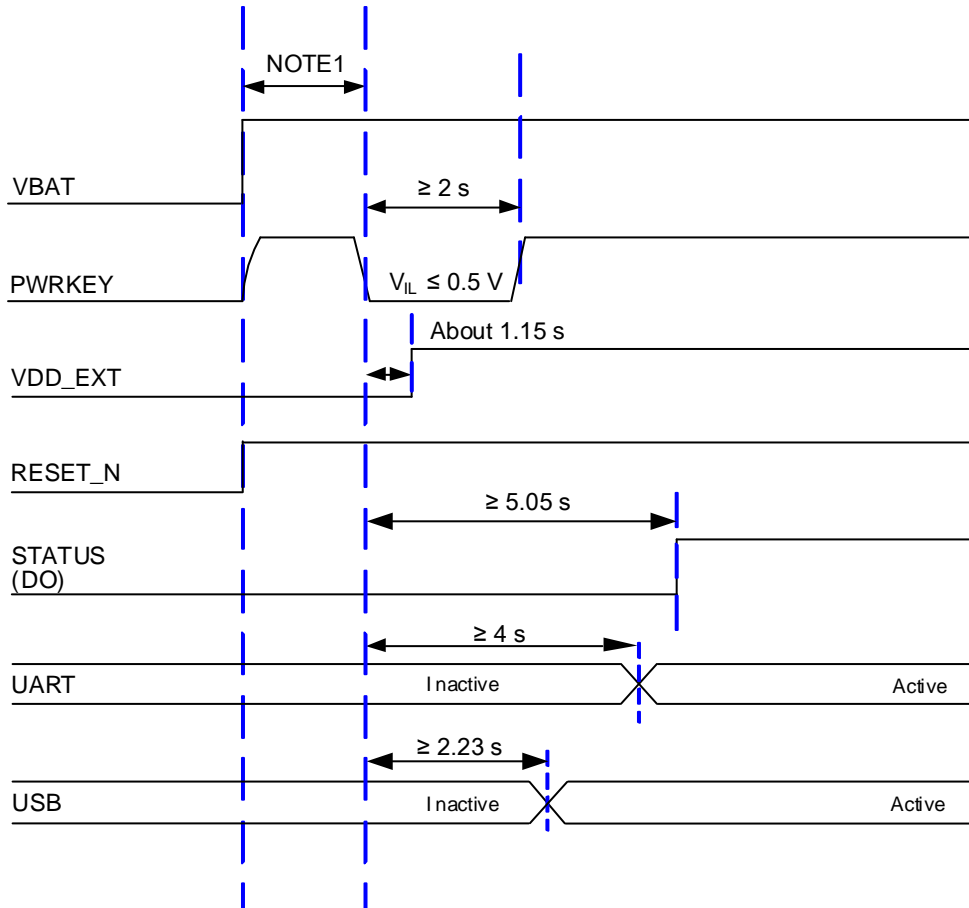 NOTE1
VBAT
≥ 2 s
PWRKEY
VIL ≤ 0.5 V
About 1.15 s
VDD_EXT
RESET_N
≥ 5.05 s
STATUS
(DO)
≥ 4 s
UART
Inactive
Active
≥ 2.23 s
USB
Inactive
Active